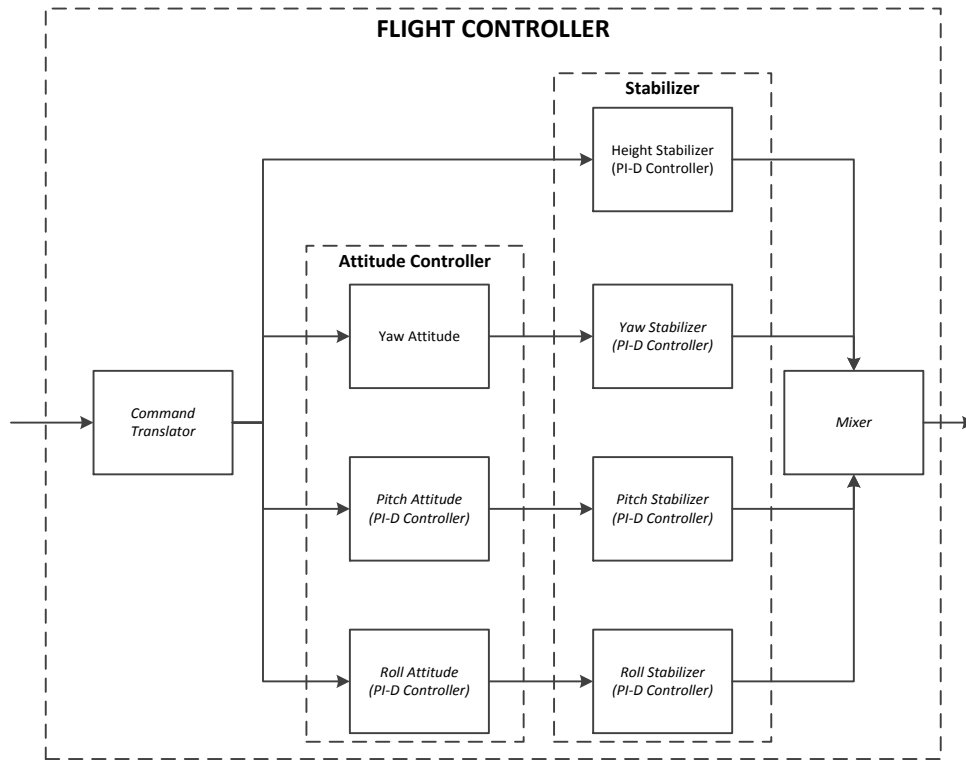 FLIGHT CONTROLLER
Stabilizer
Height Stabilizer
(PI-D Controller)
Attitude Controller
Yaw Attitude
Yaw Stabilizer
(PI-D Controller)
Command
Translator
Mixer
Pitch Attitude
(PI-D Controller)
Pitch Stabilizer
(PI-D Controller)
Roll Attitude
(PI-D Controller)
Roll Stabilizer
(PI-D Controller)